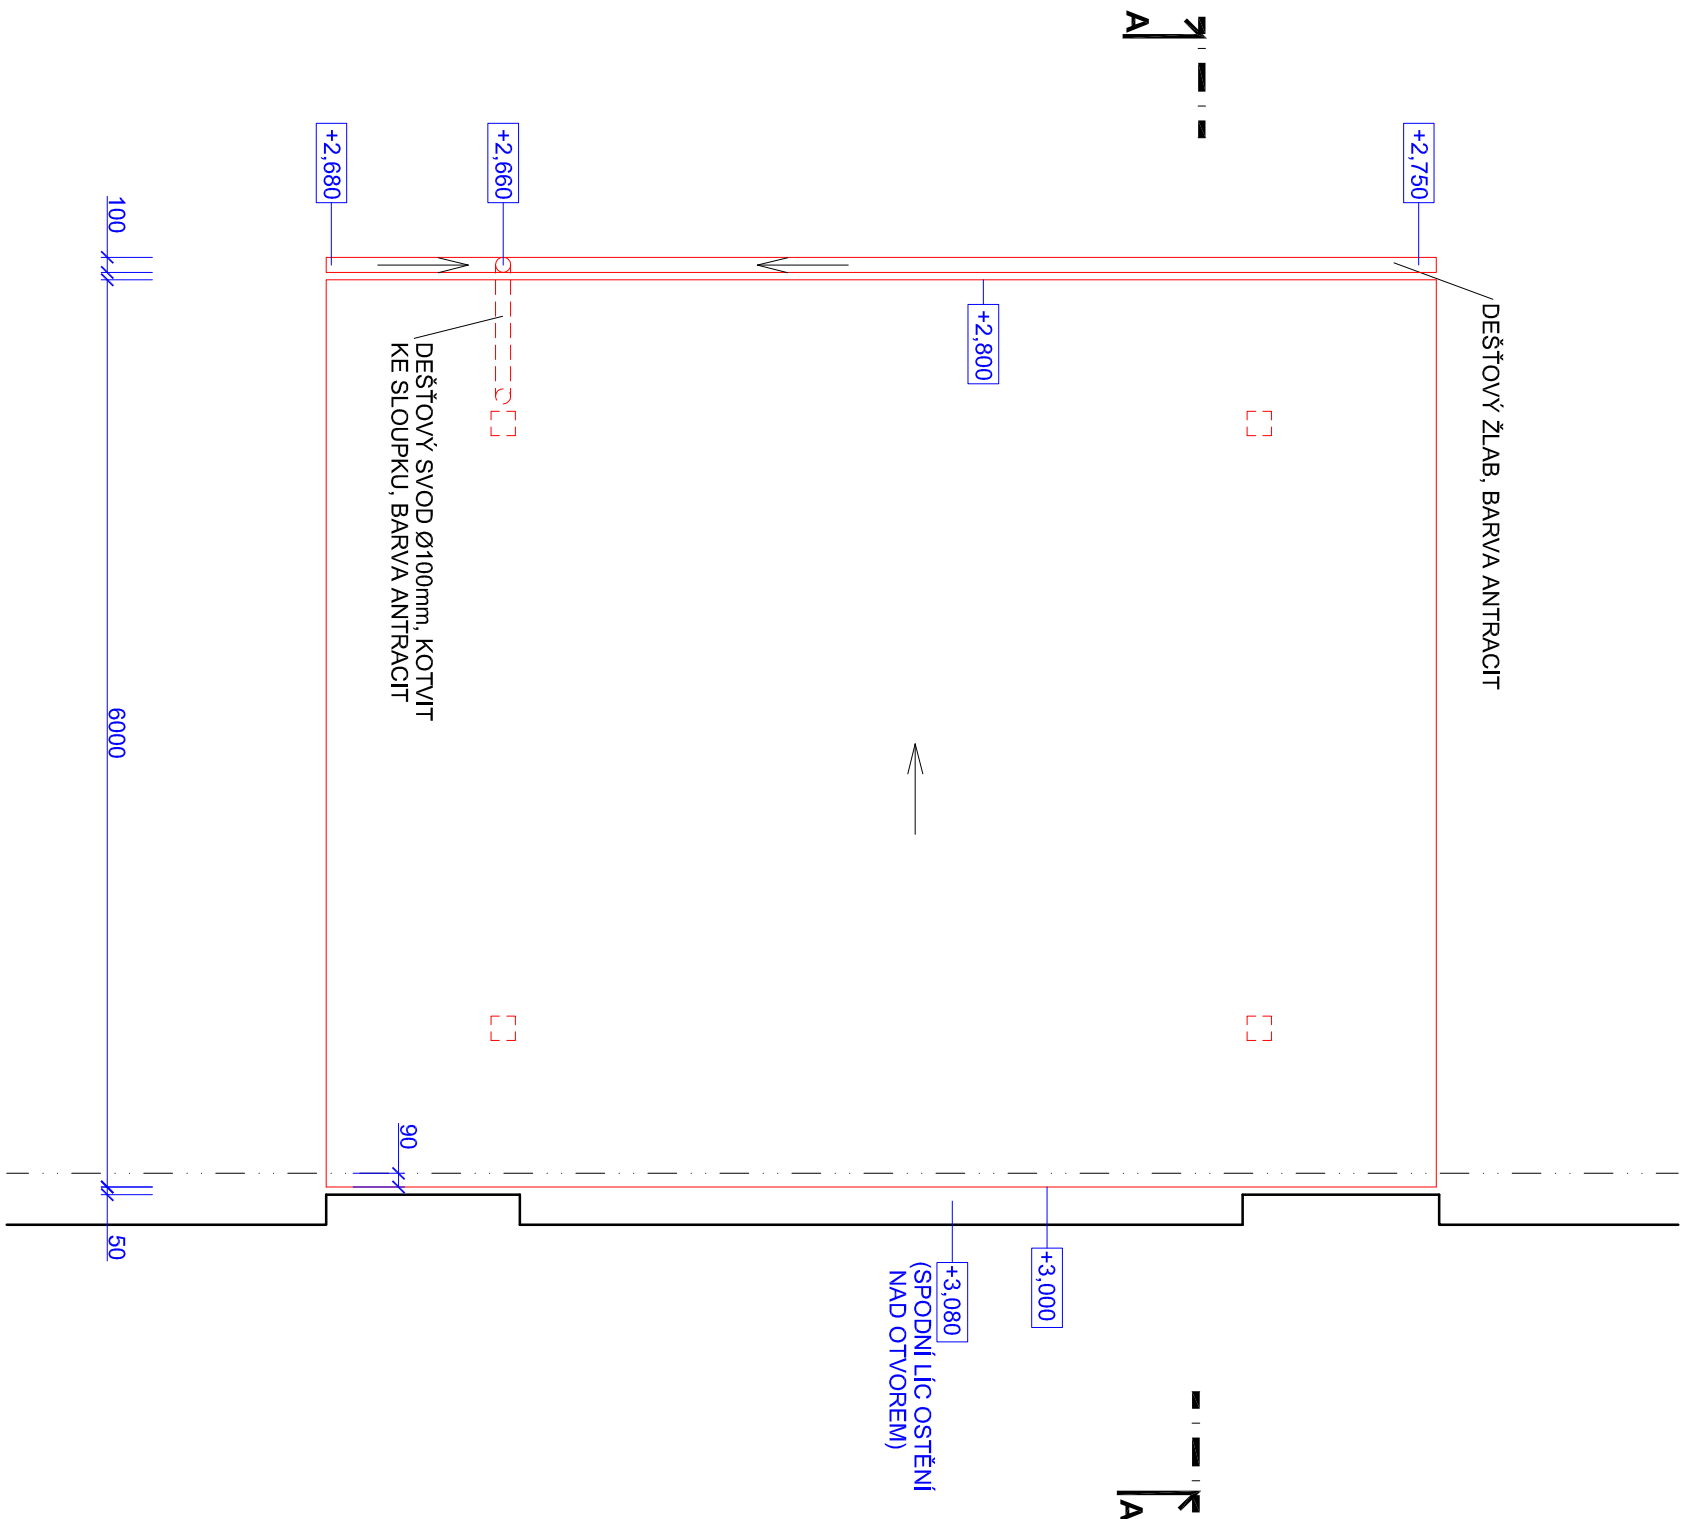 A
+2,680
+2,660
+2,750
100
+2,800
DEŠŤOVÝ ŽLAB, BARVA ANTRACIT
DEŠŤOVÝ SVOD Ø100mm, KOTVIT
KE SLOUPKU, BARVA ANTRACIT
6000
90
50
+3,000
+3,080
(SPODNÍ LÍC OSTĚNÍ
NAD OTVOREM)
A